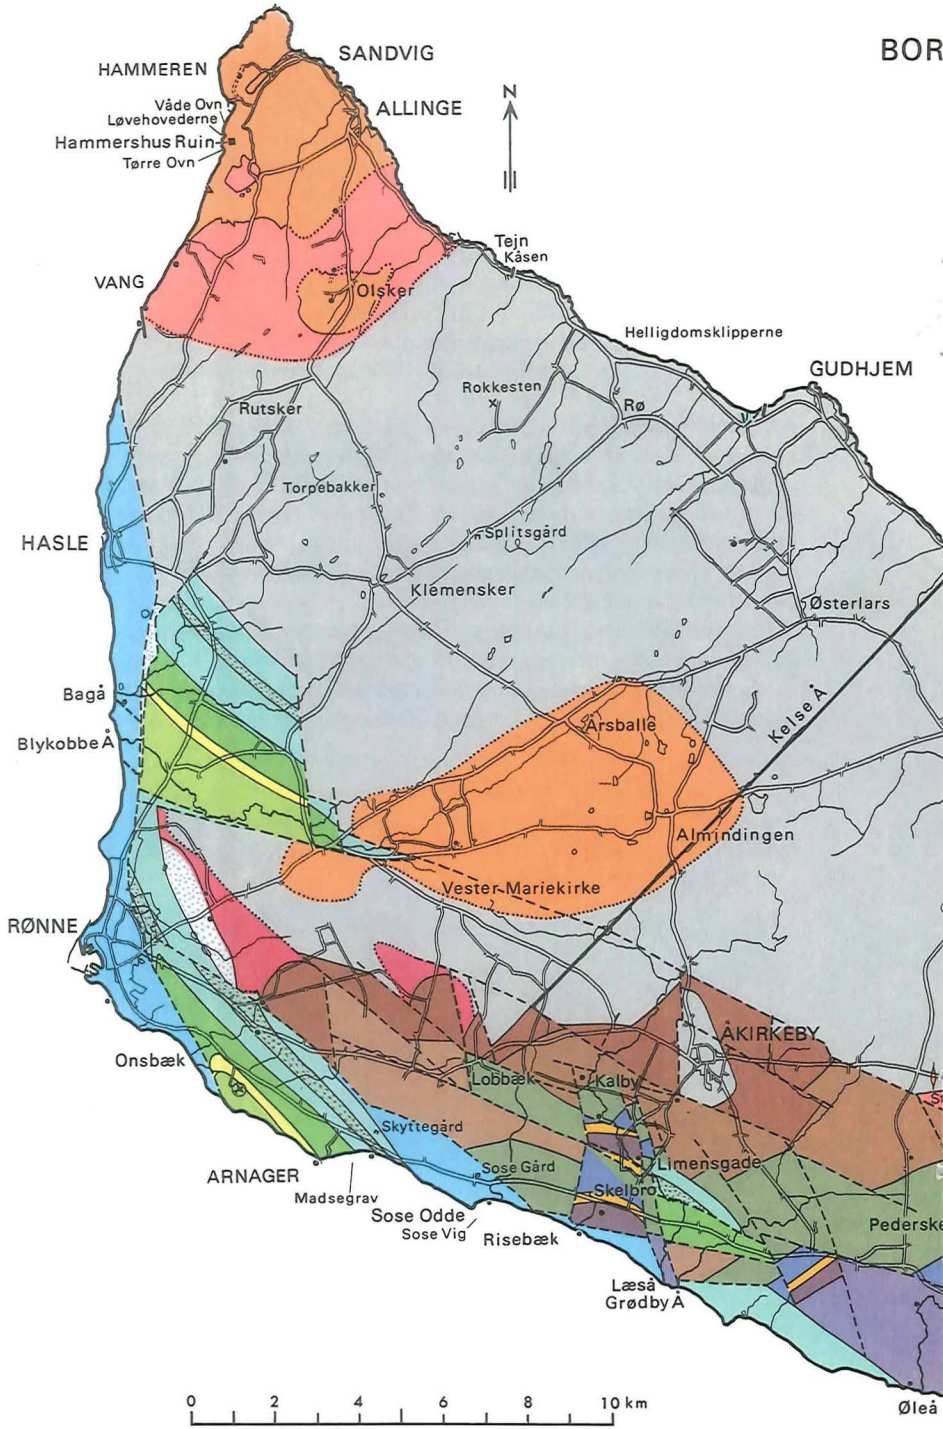 BOR
SANDVIG
HAMMEREN
N
Våde Ovn
Løvehovederne
ALLINGE
Hammershus Ruin
Tørre Ovn
Tejn
Kåsen
VANG
Olsker
Helligdomsklipperne
GUDHJEM
Rokkesten
Rutsker
Rø
Torpebakker
Splitsgård
HASLE
Klemensker
Østerlars
Bagå
Kelse Å
Årsballe
Blykobbe Å
Almindingen
Vester Mariekirke
RØNNE
ÅKIRKEBY
Onsbæk
Lobbæk
Kalby
Skyttegård
Limensgade
Sose Gård
ARNAGER
Madsegrav
Skelbro
Sose Odde
Sose Vig
Risebæk
Pederske
Læså
Grødby Å
0 2 4 6 8 10 km
Øleå